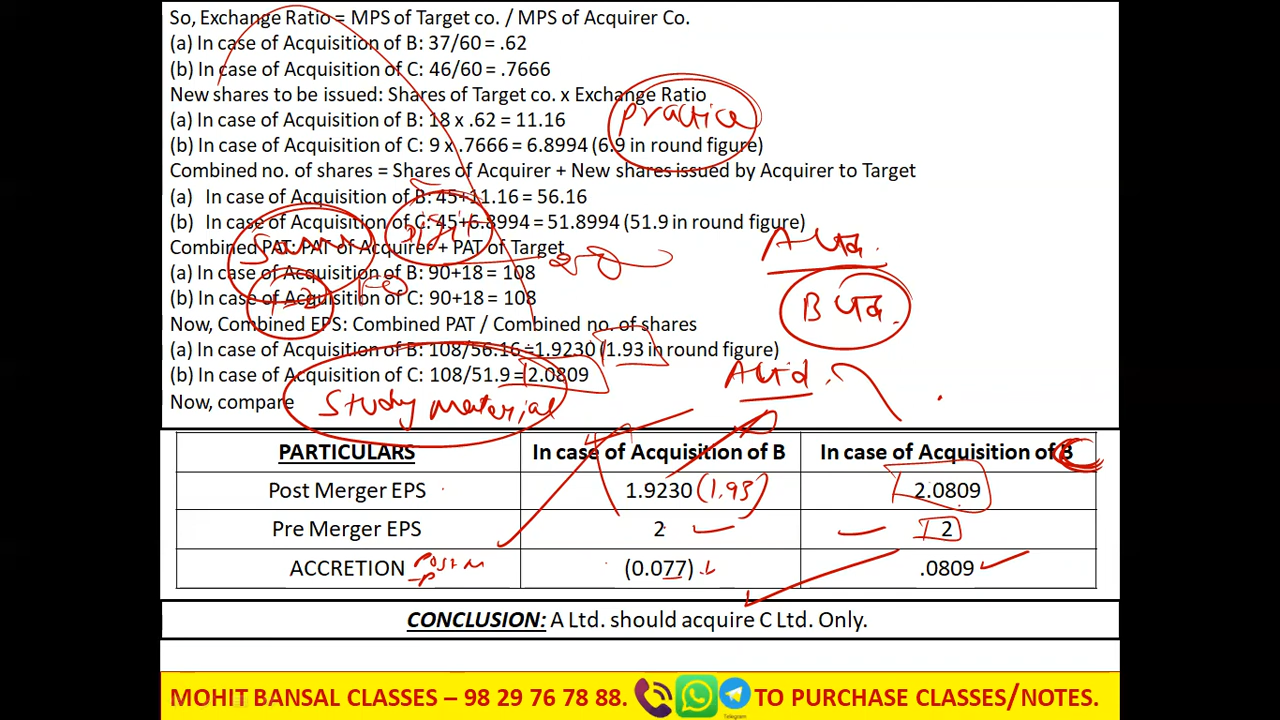 So, Exchange Ratio = MPS of Target co. / MPS of Acquirer Co.
(a) In case of Acquisition of B: 37/60 = .62
(b) In case of Acquisition of C: 46/60 = .7666
New shares to be issued: Shares of Target co. x Exchange Ratio
(a) In case of Acquisition of B: 18 x .62 = 11.16
practice
(b) In case of Acquisition of C: 9 x .7666 = 6.8994 (6.9 in round figure)
Combined no. of shares = Shares of Acquirer + New shares issued by Acquirer to Target
(a) In case of Acquisition of B: 45+11.16 = 56.16
(b) In case of Acquisition of C: 45+6.8994 = 51.8994 (51.9 in round figure)
Combined PAT: PAT of Acquirer + PAT of Target
A Ltd.
(a) In case of Acquisition of B: 90+18 = 108
(b) In case of Acquisition of C: 90+18 = 108
B Ltd.
Now, Combined EPS: Combined PAT / Combined no. of shares
(a) In case of Acquisition of B: 108/56.16 =1.9230 (1.93 in round figure)
(b) In case of Acquisition of C: 108/51.9 = 2.0809
A Ltd.
Now, compare
Study material
PARTICULARS In case of Acquisition of B In case of Acquisition of C
Post Merger EPS 1.9230 (1.93) 2.0809
Pre Merger EPS 2 2
ACCRETION (0.077) .0809
CONCLUSION: A Ltd. should acquire C Ltd. Only.
MOHIT BANSAL CLASSES – 98 29 76 78 88. TO PURCHASE CLASSES/NOTES.
Telegram